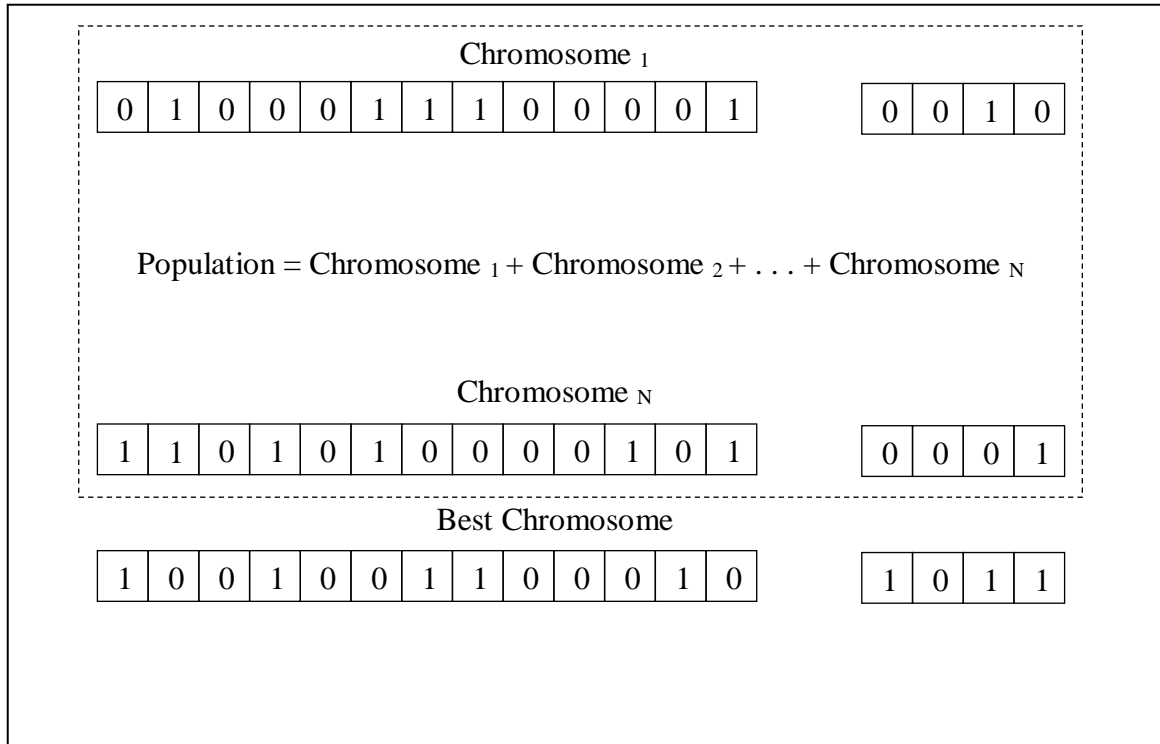 Chromosome 1
0 1 0 0 0 1 1 1 0 0 0 0 1 0 0 1 0
Population = Chromosome 1 + Chromosome 2 + . . . + Chromosome N
Chromosome N
1 1 0 1 0 1 0 0 0 0 1 0 1 0 0 0 1
Best Chromosome
1 0 0 1 0 0 1 1 0 0 0 1 0 1 0 1 1